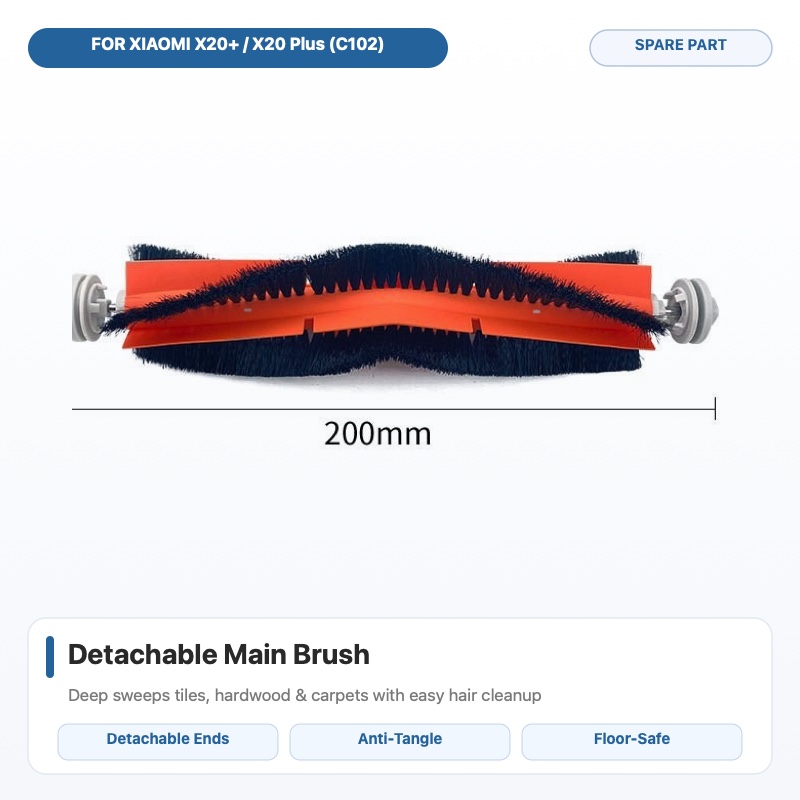 FOR XIAOMI X20+ / X20 Plus (C102)
SPARE PART
200mm
Detachable Main Brush
Deep sweeps tiles, hardwood & carpets with easy hair cleanup
Detachable Ends
Anti-Tangle
Floor-Safe